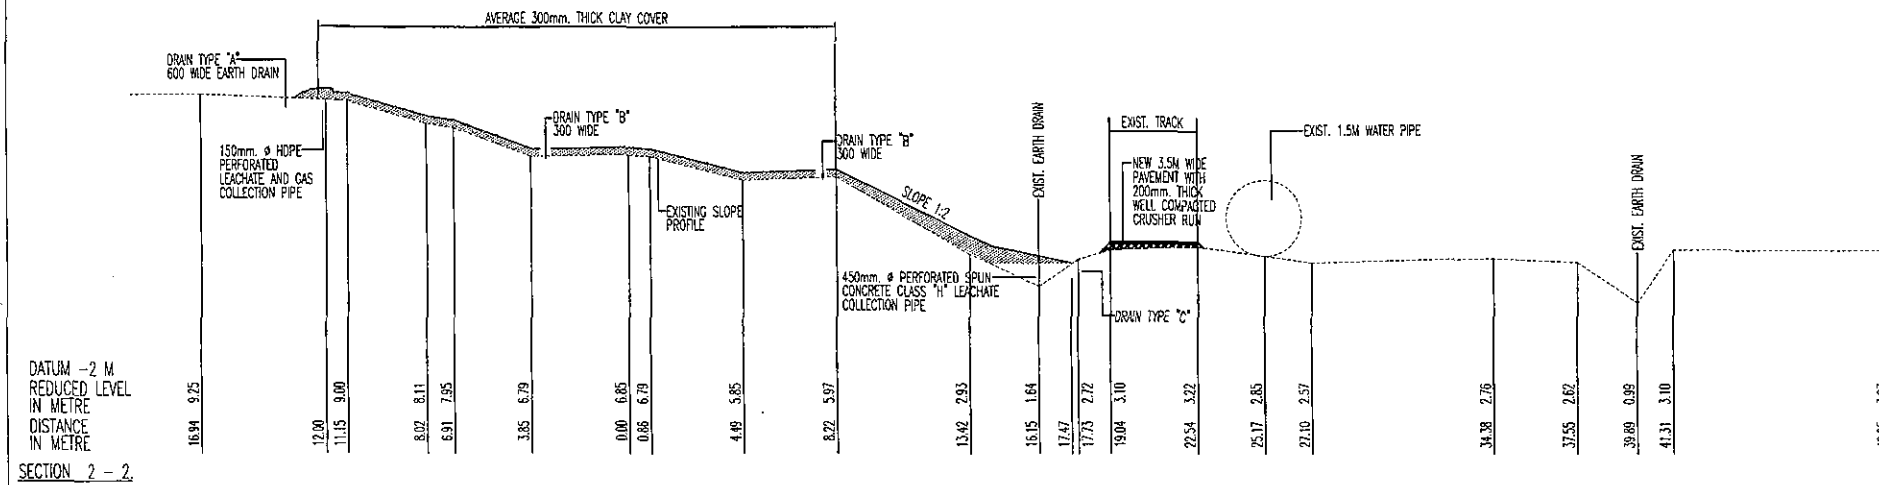 AVERAGE 300mm. THICK CLAY COVER
DRAIN TYPE "A"
600 WIDE EARTH DRAIN
150mm. ø HDPE
PERFORATED
LEACHATE AND GAS
COLLECTION PIPE
DRAIN TYPE "B"
300 WIDE
EXISTING SLOPE
PROFILE
DRAIN TYPE "B"
300 WIDE
SLOPE 1:2
450mm. ø PERFORATED SPUN
CONCRETE CLASS "H" LEACHATE
COLLECTION PIPE
EXIST. EARTH DRAIN
EXIST. TRACK
NEW 3.5M WIDE
PAVEMENT WITH
200mm. THICK
WELL COMPACTED
CRUSHER RUN
DRAIN TYPE "C"
EXIST. 1.5M WATER PIPE
EXIST. EARTH DRAIN
DATUM -2 M
REDUCED LEVEL
IN METRE
9.25 9.00 8.11 7.95 6.79 6.85 6.79 5.85 5.97 2.93 1.64 2.72 3.10 3.22 2.85 2.57 2.76 2.62 0.99 3.10
DISTANCE
IN METRE
16.94 12.00 11.15 8.02 6.91 3.85 0.00 0.86 4.49 8.22 13.42 16.15 17.47 17.73 19.04 22.54 25.17 27.10 34.38 37.55 39.89 41.31
SECTION 2 - 2.